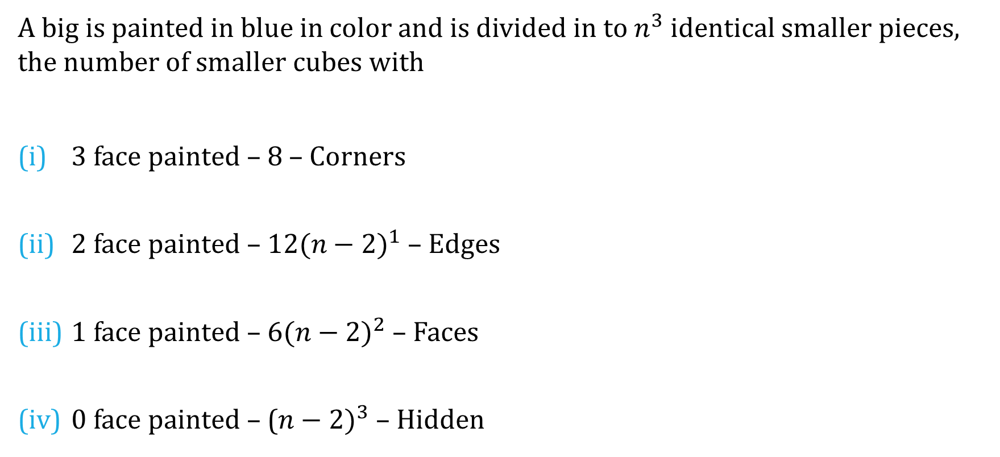 A big is painted in blue in color and is divided in to n³ identical smaller pieces,
the number of smaller cubes with
(i) 3 face painted – 8 – Corners
(ii) 2 face painted – 12(n − 2)¹ – Edges
(iii) 1 face painted – 6(n − 2)² – Faces
(iv) 0 face painted – (n − 2)³ – Hidden